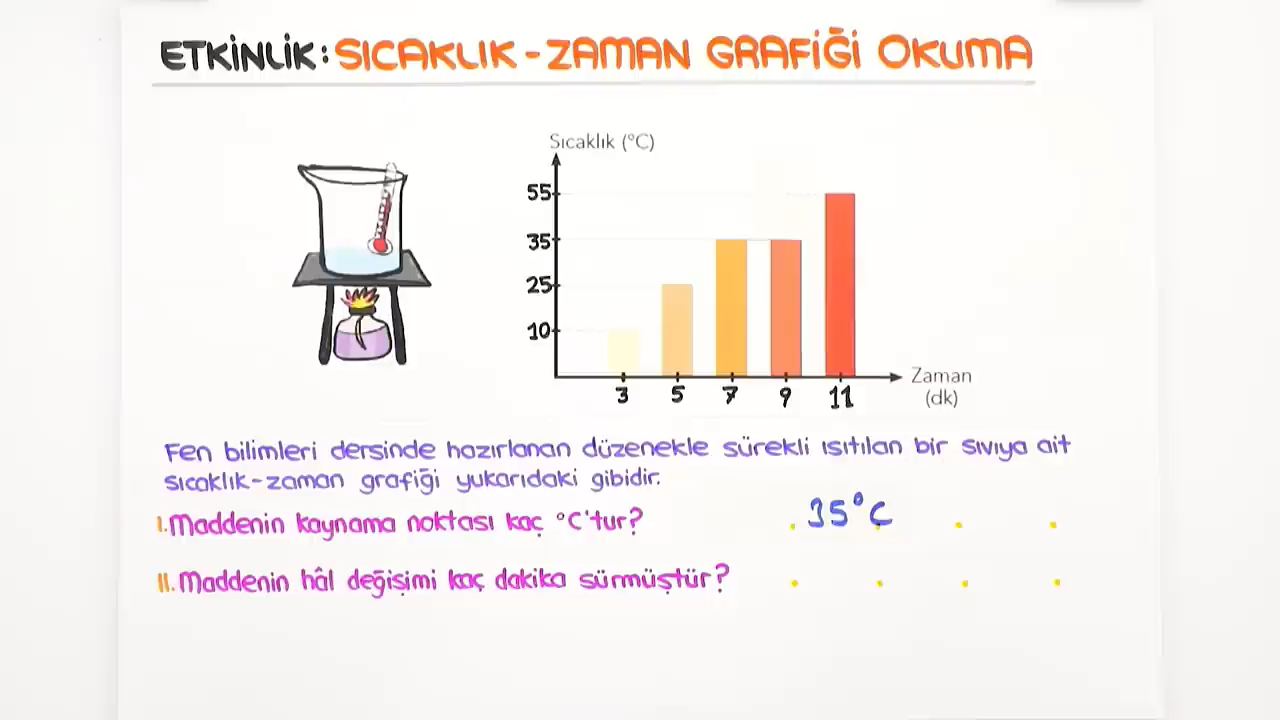 ETKİNLİK: SICAKLIK-ZAMAN GRAFİĞİ OKUMA
Sıcaklık (°C)
55
35
25
10
3 5 7 9 11
Zaman
(dk)
Fen bilimleri dersinde hazırlanan düzenekle sürekli ısıtılan bir sıvıya ait
sıcaklık-zaman grafiği yukarıdaki gibidir.
I. Maddenin kaynama noktası kaç °C'tur? 35°C
II. Maddenin hâl değişimi kaç dakika sürmüştür?